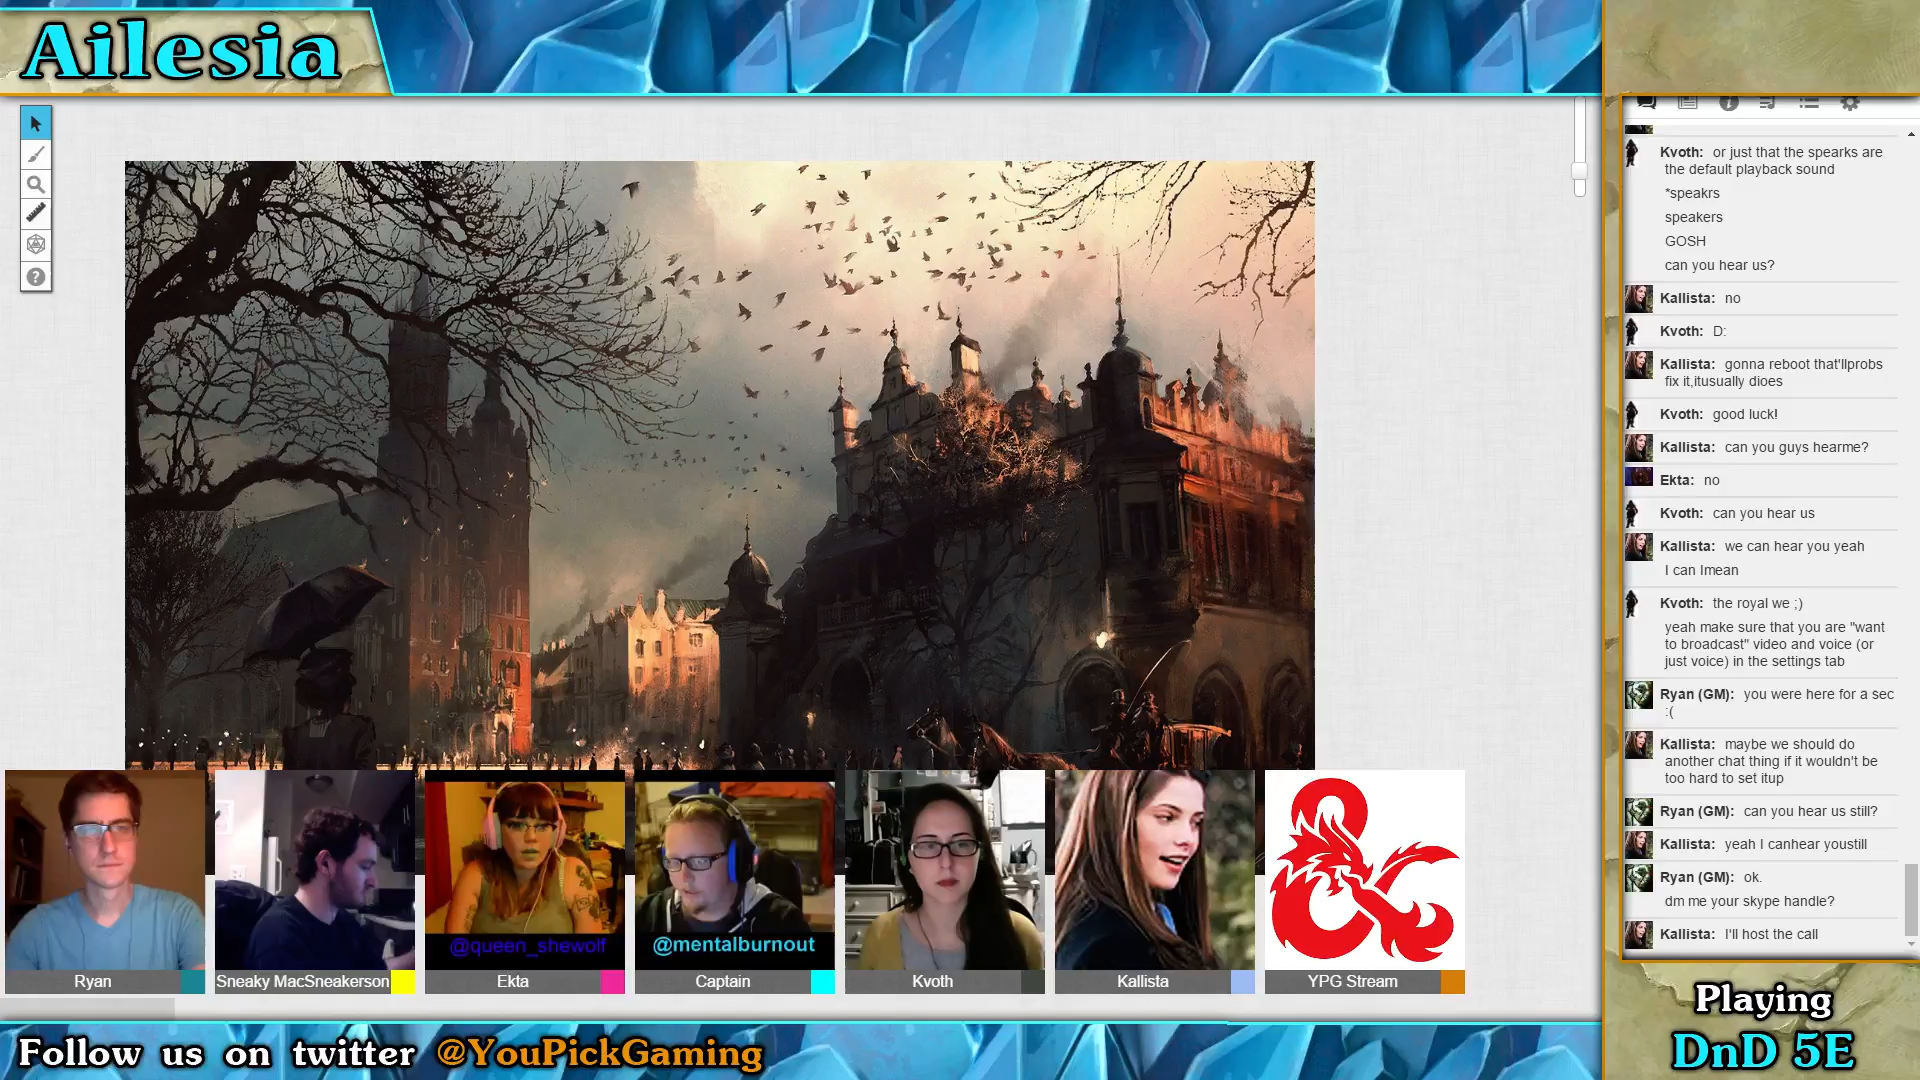 Ailesia
Kvoth: or just that the spearks are
the default playback sound
*speakrs
speakers
GOSH
can you hear us?
Kallista: no
Kvoth: D:
Kallista: gonna reboot that'llprobs
fix it,itusually dioes
Kvoth: good luck!
Kallista: can you guys hearme?
Ekta: no
Kvoth: can you hear us
Kallista: we can hear you yeah
I can Imean
Kvoth: the royal we ;)
yeah make sure that you are "want
to broadcast" video and voice (or
just voice) in the settings tab
Ryan (GM): you were here for a sec
:(
Kallista: maybe we should do
another chat thing if it wouldn't be
too hard to set itup
Ryan (GM): can you hear us still?
Kallista: yeah I canhear youstill
Ryan (GM): ok.
dm me your skype handle?
Kallista: I'll host the call
@queen_shewolf
@mentalburnout
Ryan
Sneaky MacSneakerson
Ekta
Captain
Kvoth
Kallista
YPG Stream
Follow us on twitter @YouPickGaming
Playing
DnD 5E